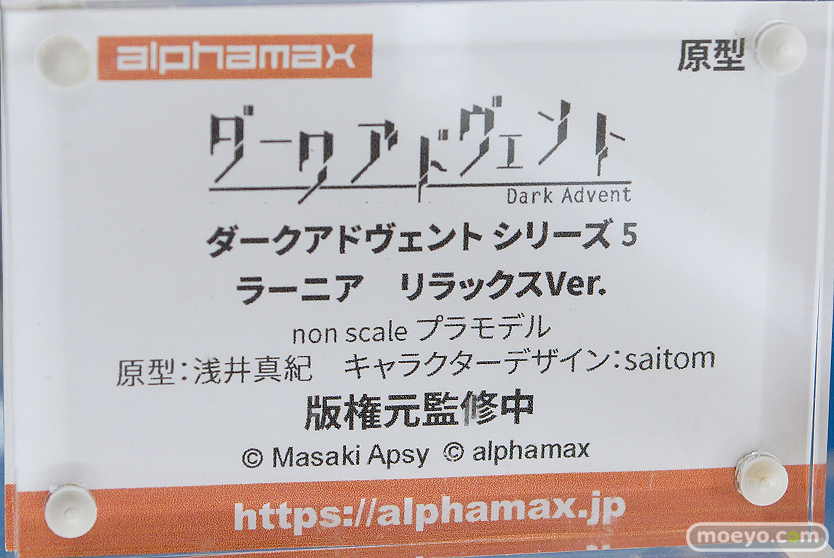 alphamax
原型
ダークアドヴェント
Dark Advent
ダークアドヴェント シリーズ 5
ラーニア　リラックスVer.
non scale プラモデル
原型：浅井真紀　キャラクターデザイン：saitom
版権元監修中
© Masaki Apsy © alphamax
https://alphamax.jp
moeyo.com